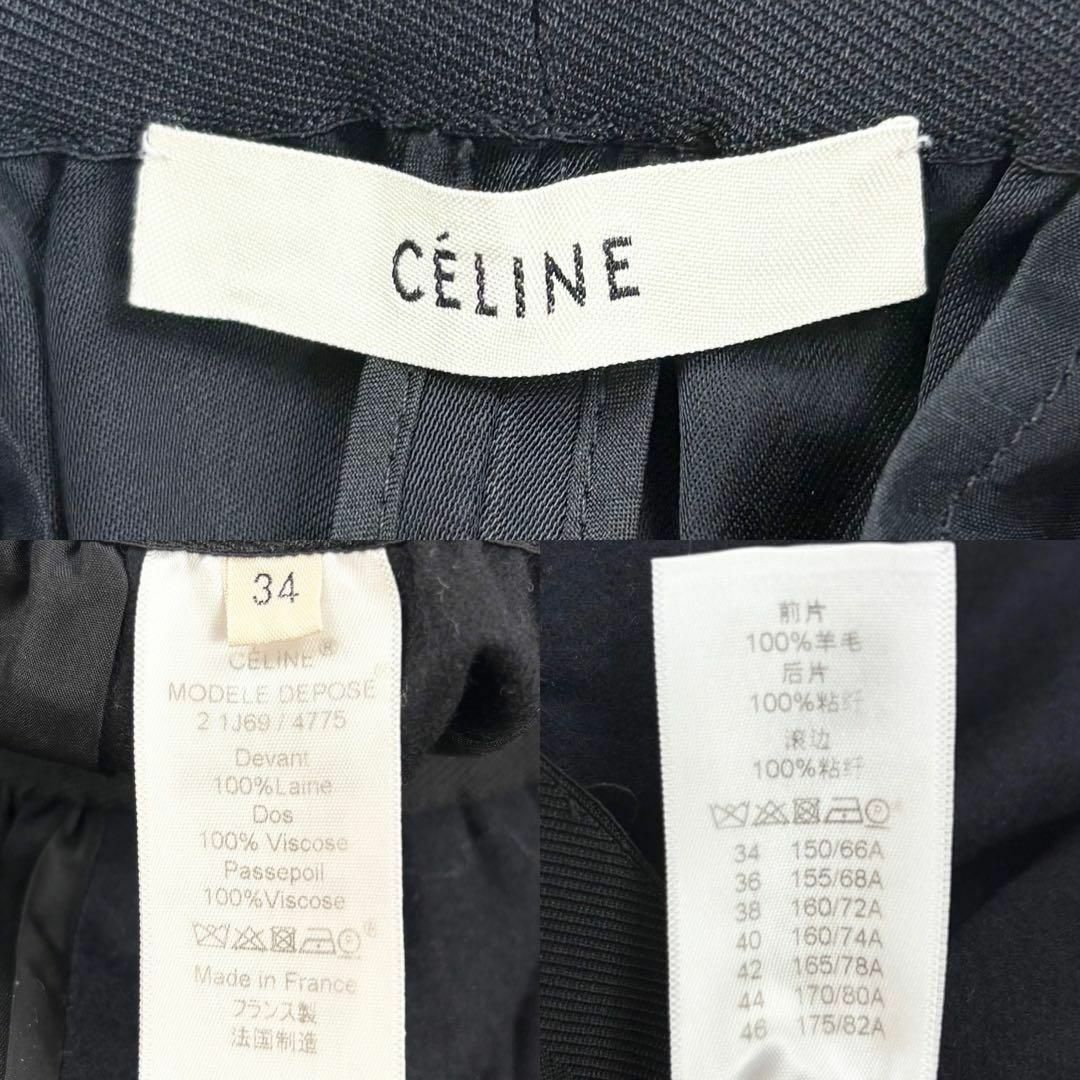 CÉLINE
34
CÉLINE®
MODELE DEPOSE
2 1J69 / 4775
Devant
100%Laine
Dos
100% Viscose
Passepoil
100%Viscose
Made in France
フランス製
法国制造
前片
100%羊毛
后片
100%粘纤
滚边
100%粘纤
34 150/66A
36 155/68A
38 160/72A
40 160/74A
42 165/78A
44 170/80A
46 175/82A